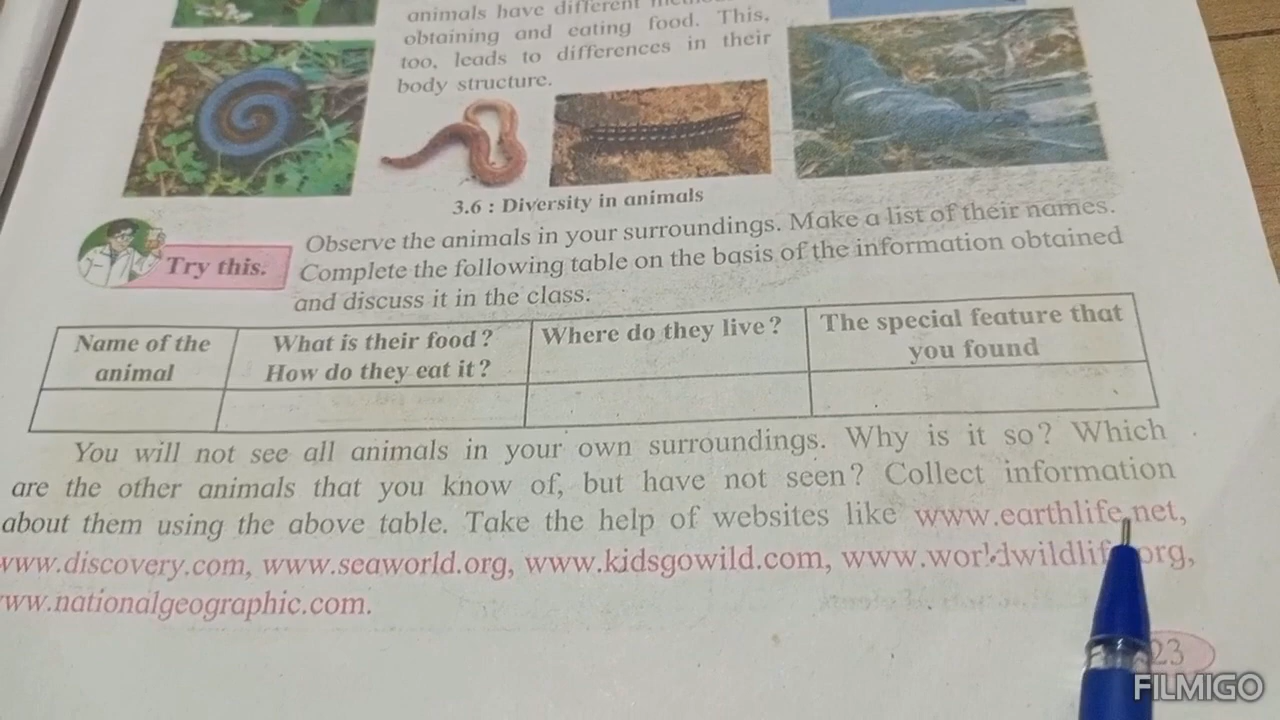 animals have different
obtaining and eating food. This,
too, leads to differences in their
body structure.
3.6 : Diversity in animals
Try this.
Observe the animals in your surroundings. Make a list of their names.
Complete the following table on the basis of the information obtained
and discuss it in the class.
Name of the animal
What is their food?
How do they eat it?
Where do they live?
The special feature that
you found
You will not see all animals in your own surroundings. Why is it so? Which
are the other animals that you know of, but have not seen? Collect information
about them using the above table. Take the help of websites like www.earthlife.net,
www.discovery.com, www.seaworld.org, www.kidsgowild.com, www.worldwildlif org,
www.nationalgeographic.com.
23
FILMIGO